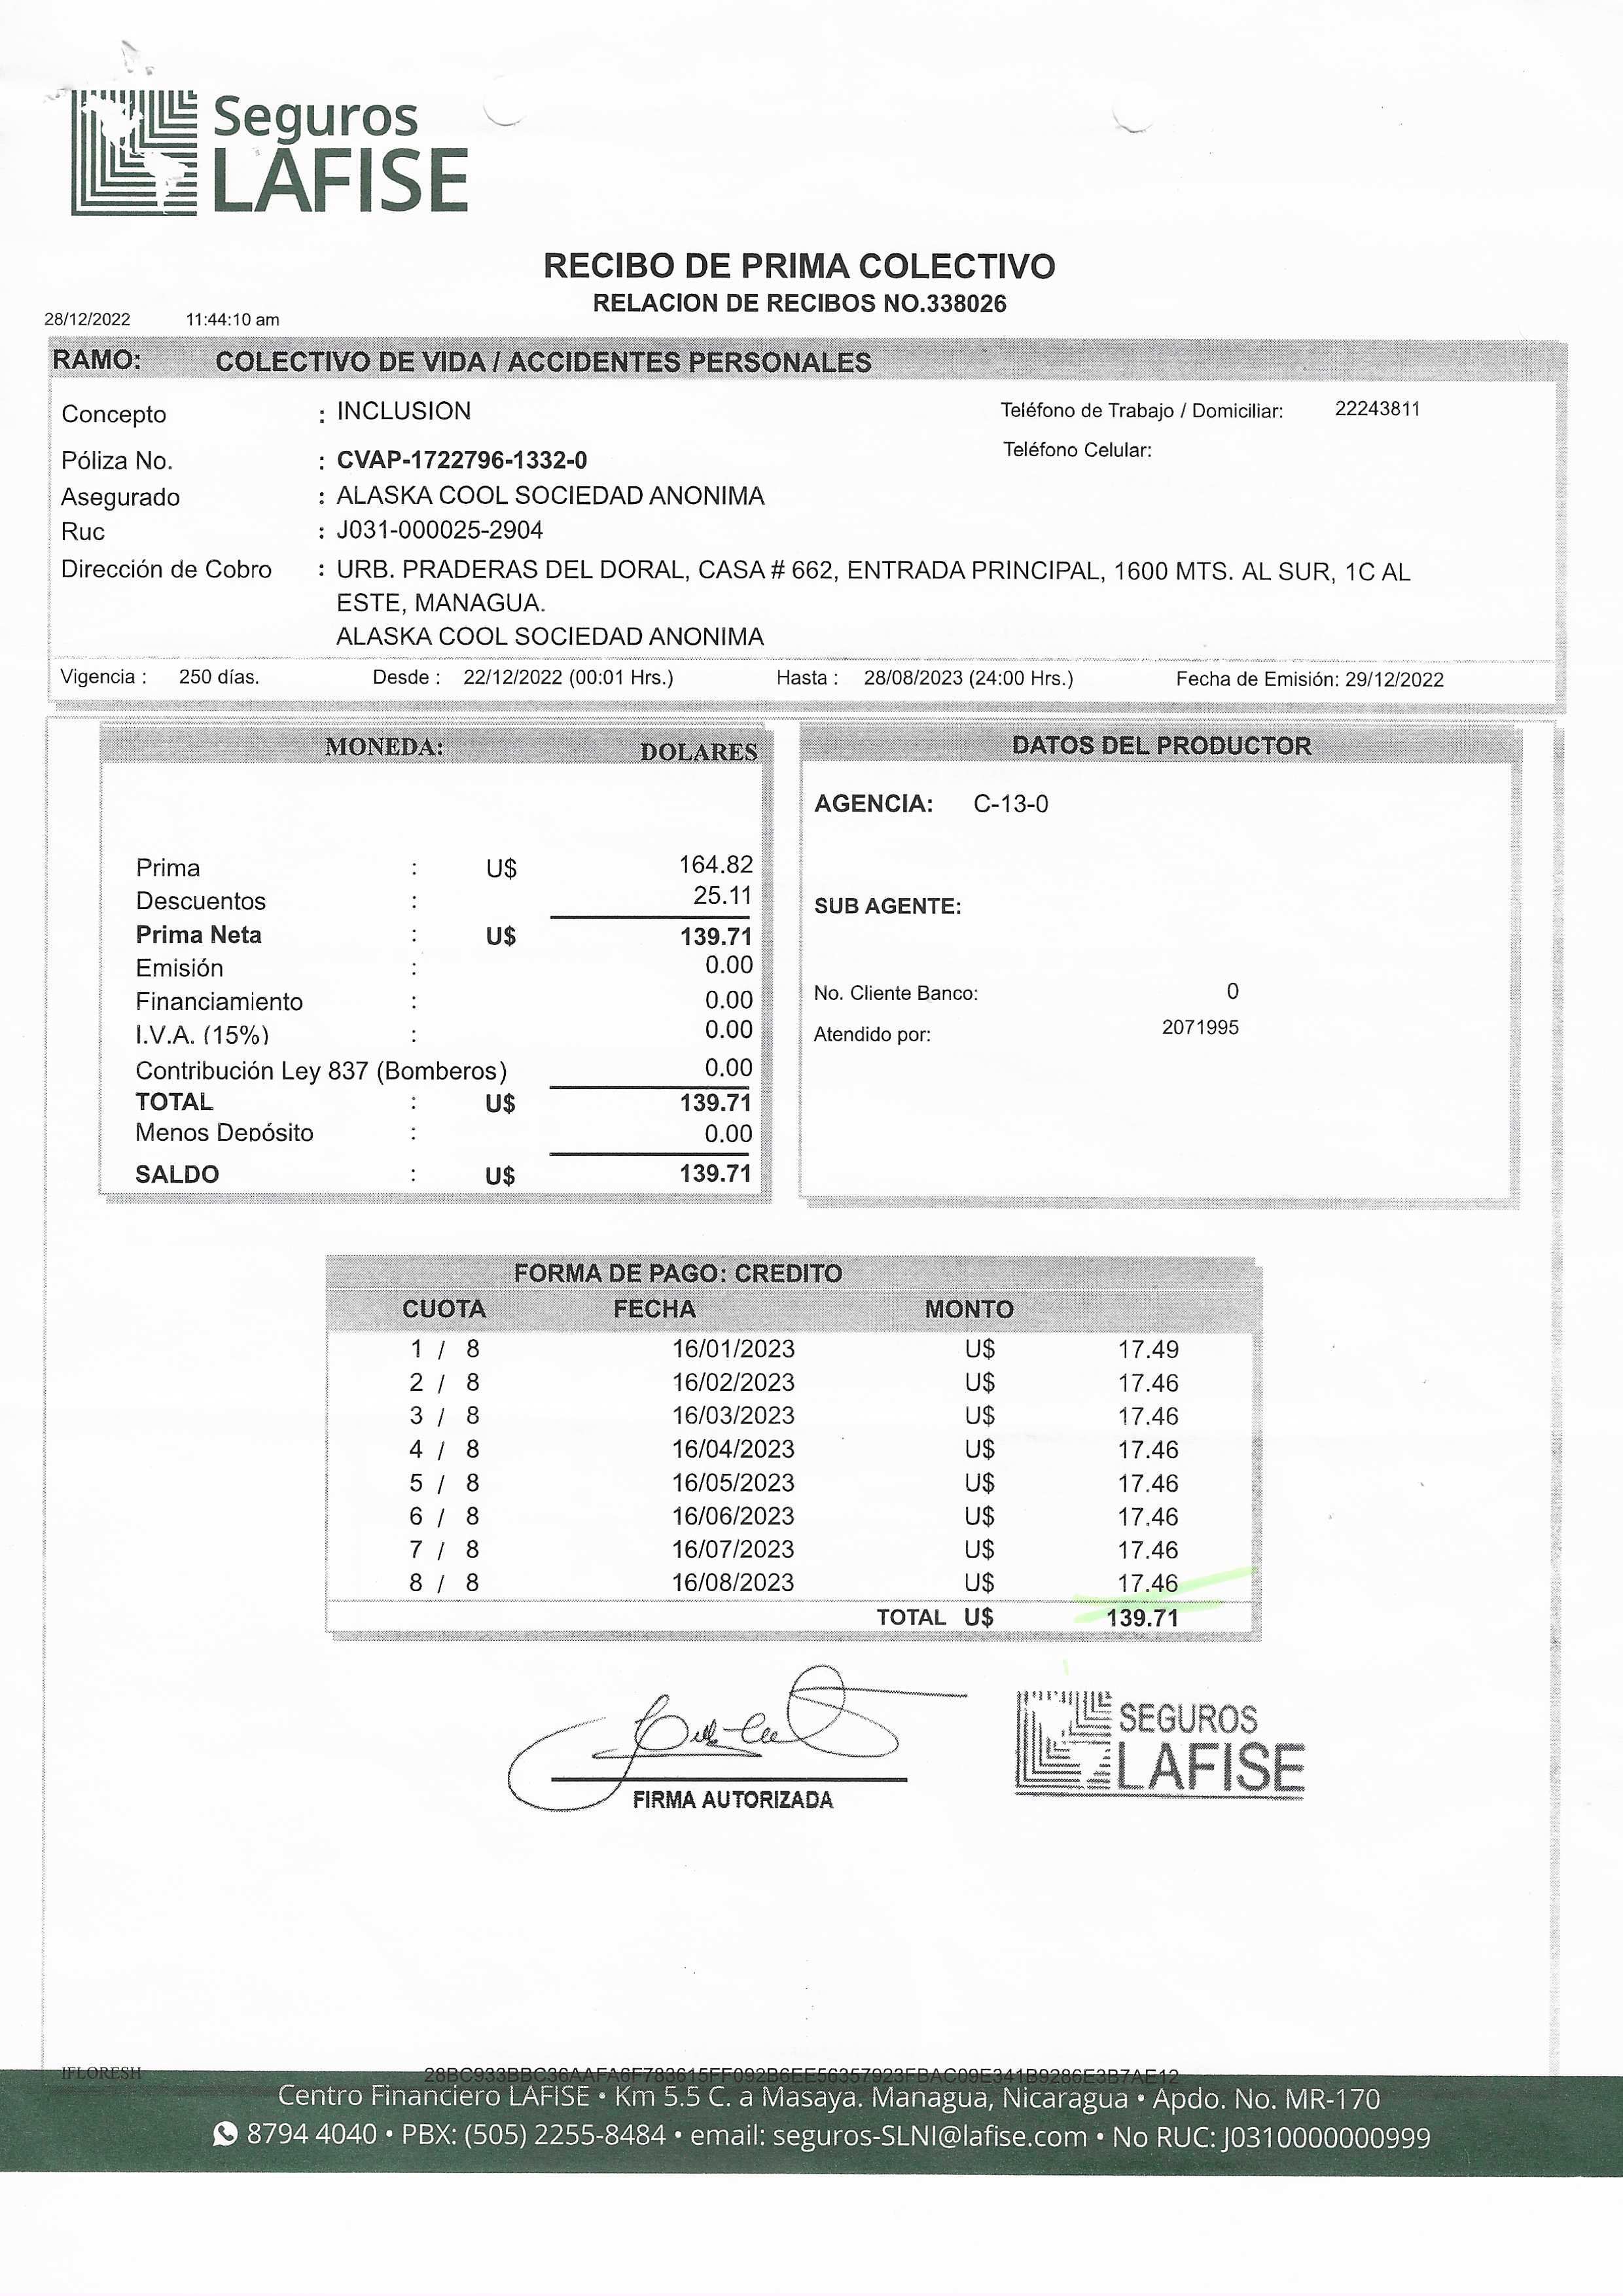 Seguros
LAFISE
RECIBO DE PRIMA COLECTIVO
RELACION DE RECIBOS NO.338026
28/12/2022 11:44:10 am
RAMO: COLECTIVO DE VIDA / ACCIDENTES PERSONALES
Concepto : INCLUSION Teléfono de Trabajo / Domiciliar: 22243811
Teléfono Celular:
Póliza No. : CVAP-1722796-1332-0
Asegurado : ALASKA COOL SOCIEDAD ANONIMA
Ruc : J031-000025-2904
Dirección de Cobro : URB. PRADERAS DEL DORAL, CASA # 662, ENTRADA PRINCIPAL, 1600 MTS. AL SUR, 1C AL
ESTE, MANAGUA.
ALASKA COOL SOCIEDAD ANONIMA
Vigencia : 250 días. Desde : 22/12/2022 (00:01 Hrs.) Hasta : 28/08/2023 (24:00 Hrs.) Fecha de Emisión: 29/12/2022
MONEDA: DOLARES
Prima : U$ 164.82
Descuentos : 25.11
Prima Neta : U$ 139.71
Emisión : 0.00
Financiamiento : 0.00
I.V.A. (15%) : 0.00
Contribución Ley 837 (Bomberos) 0.00
TOTAL : U$ 139.71
Menos Depósito : 0.00
SALDO : U$ 139.71
DATOS DEL PRODUCTOR
AGENCIA: C-13-0
SUB AGENTE:
No. Cliente Banco: 0
Atendido por: 2071995
FORMA DE PAGO: CREDITO
CUOTA FECHA MONTO
1 / 8 16/01/2023 U$ 17.49
2 / 8 16/02/2023 U$ 17.46
3 / 8 16/03/2023 U$ 17.46
4 / 8 16/04/2023 U$ 17.46
5 / 8 16/05/2023 U$ 17.46
6 / 8 16/06/2023 U$ 17.46
7 / 8 16/07/2023 U$ 17.46
8 / 8 16/08/2023 U$ 17.46
TOTAL U$ 139.71
FIRMA AUTORIZADA
SEGUROS
LAFISE
IFLORESH 28BC933BBC36AAFA6F783615FF092B6EE56357923FBAC09E341B9286E3B7AE12
Centro Financiero LAFISE • Km 5.5 C. a Masaya. Managua, Nicaragua • Apdo. No. MR-170
8794 4040 • PBX: (505) 2255-8484 • email: seguros-SLNI@lafise.com • No RUC: J0310000000999